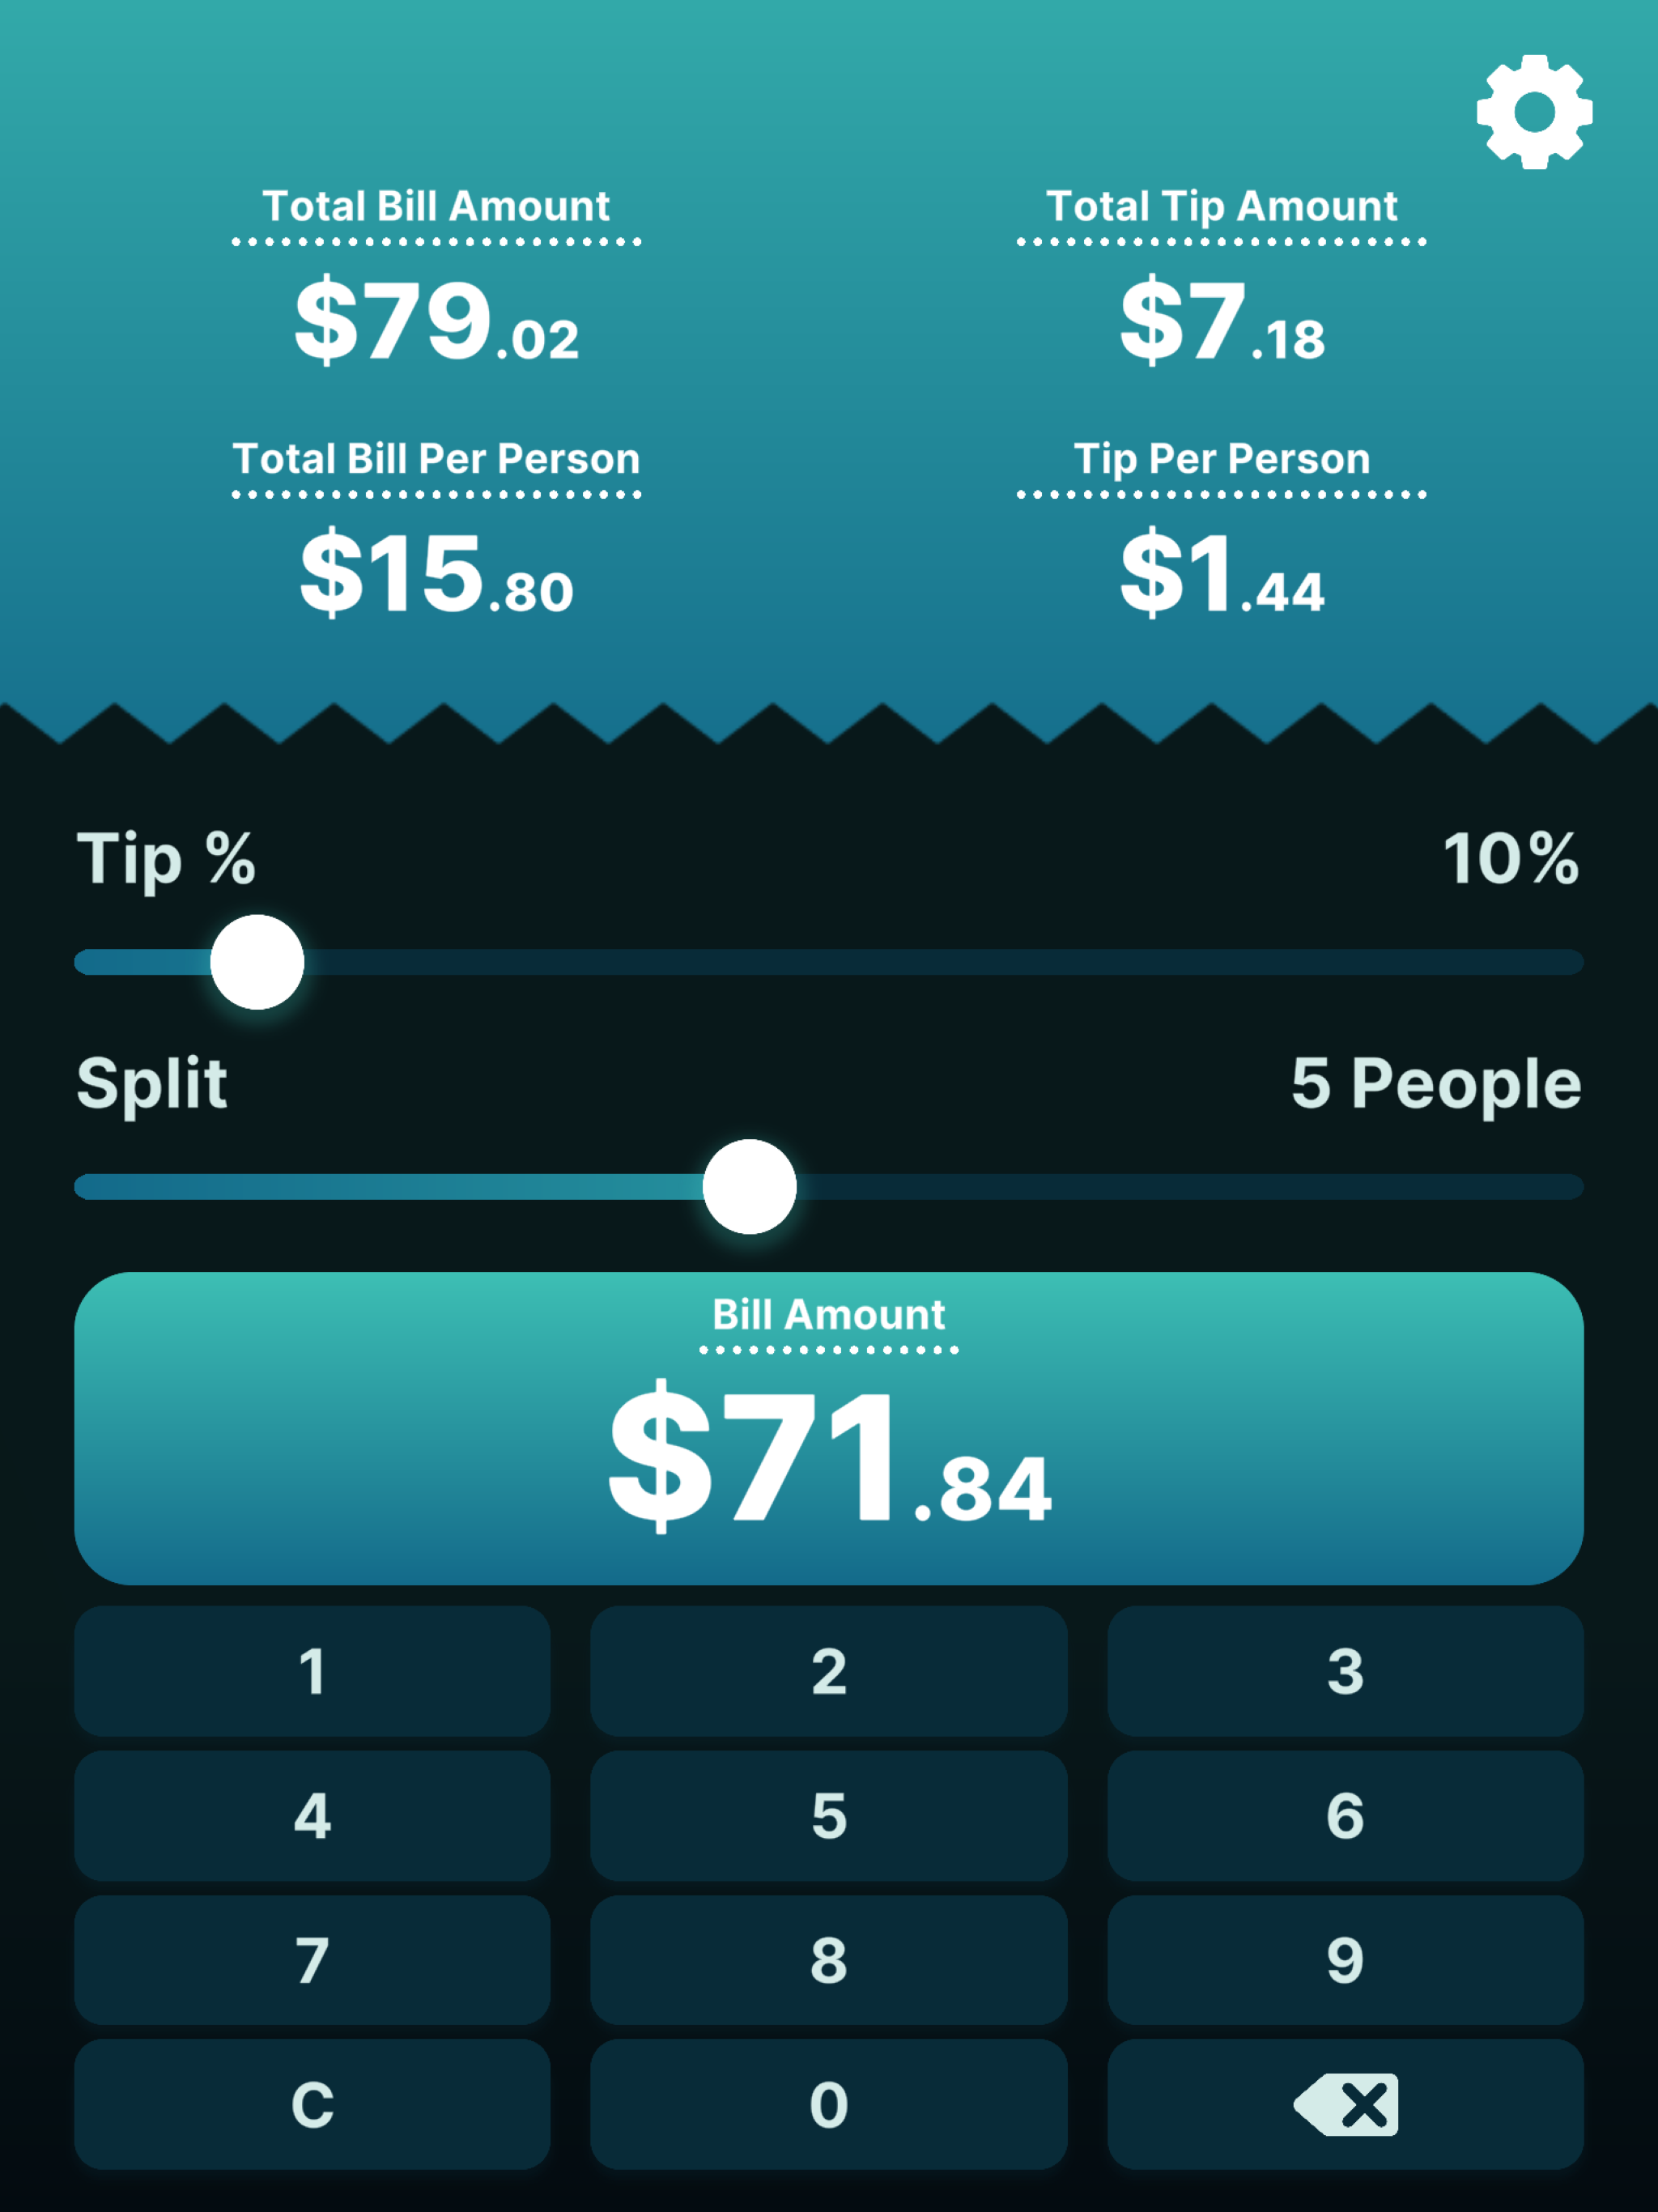 Total Bill Amount
$79.02
Total Tip Amount
$7.18
Total Bill Per Person
$15.80
Tip Per Person
$1.44
Tip %
10%
Split
5 People
Bill Amount
$71.84
1 2 3
4 5 6
7 8 9
C 0